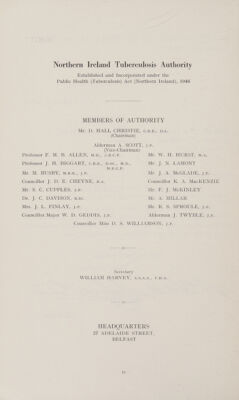 Northern Ireland Tuberculosis Authority
Established and Incorporated under the
Public Health (Tuberculosis) Act (Northern Ireland), 1946
MEMBERS OF AUTHORITY
Mr. D. HALL CHRISTIE, O.B.E., D.L.
(Chairman)
Alderman A. SCOTT, J.P.
(Vice-Chairman)
Professor F. M. B. ALLEN, M.D., F.R.C.P.
Professor J. H. BIGGART, C.B.E., D.SC., M.D.,
Mr. M. BUSBY, M.B.E., J.P.
Councillor J. D. E. CHEYNE, B.A.
Mr. S. C. CUPPLES, J.P.
Dr. J. C. DAVISON, M.D.
Mrs. J. L. FINLAY, J.P.
Councillor Major W. D. GEDDIS, J.P.
Mr. W. H. HURST, B.A.
Mr. J. S. LAMONT
Mr. J. A. McGLADE, J.P.
Councillor K. A. MacKENZIE
Mr. F. J. McKINLEY
Mr. A. MILLAR
Mr. R. S. SPROULE, J.P.
Alderman J. TWYBLE, J.P.
Councillor Miss D. S. WILLIAMSON, J.P.
Secretary
WILLIAM HARVEY,
HEADQUARTERS
27 ADELAIDE STREET,
BELFAST